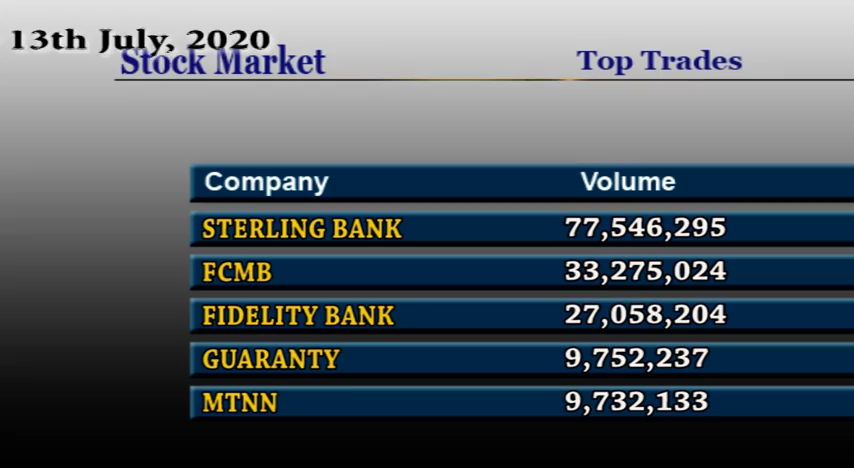 13th July, 2020
Stock Market Top Trades
Company Volume
STERLING BANK 77,546,295
FCMB 33,275,024
FIDELITY BANK 27,058,204
GUARANTY 9,752,237
MTNN 9,732,133